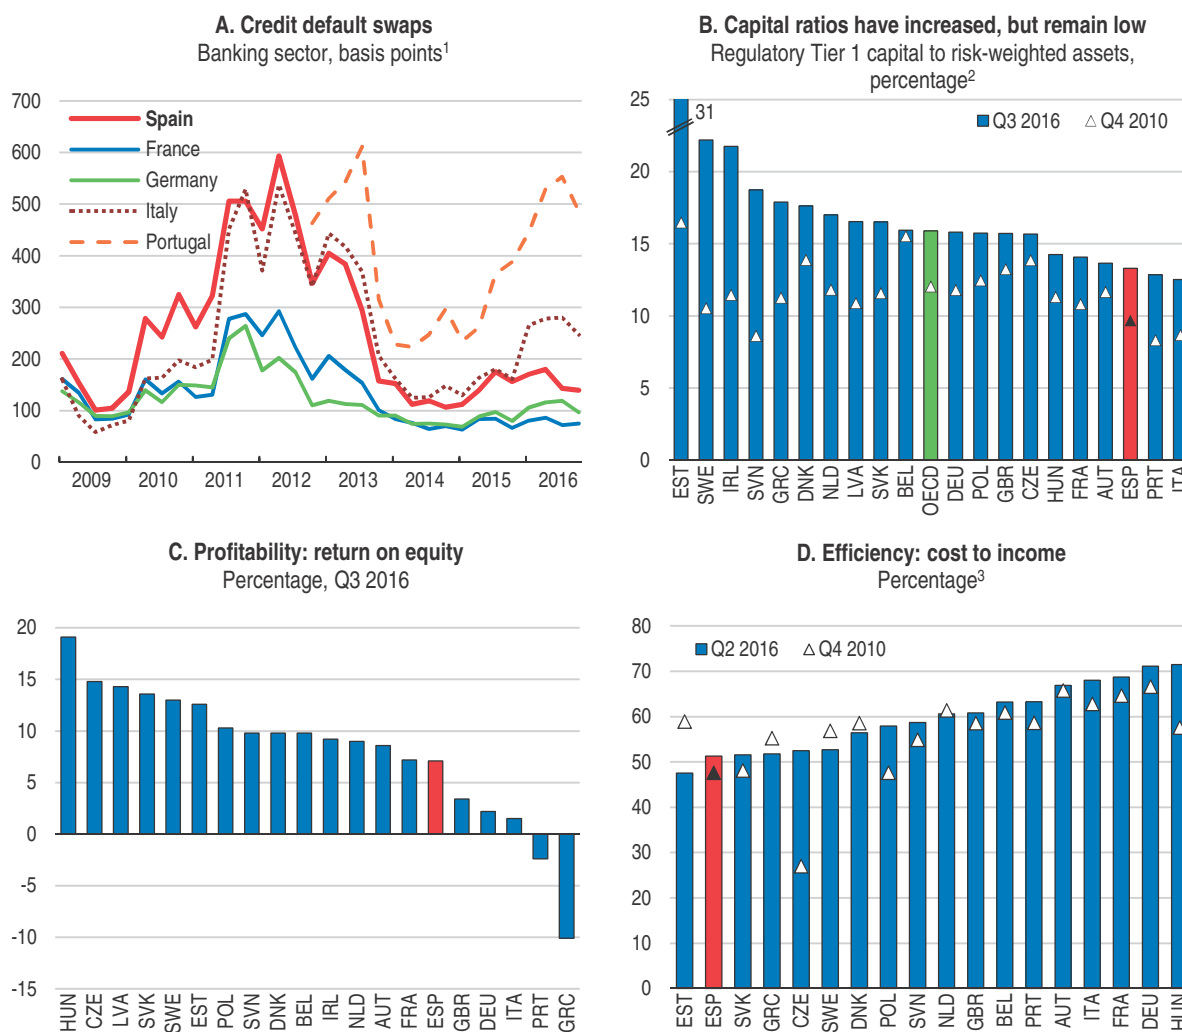 A. Credit default swaps
Banking sector, basis points¹
700
600
500
400
300
200
100
0
Spain
France
Germany
Italy
Portugal
2009 2010 2011 2012 2013 2014 2015 2016
B. Capital ratios have increased, but remain low
Regulatory Tier 1 capital to risk-weighted assets,
percentage²
25
20
15
10
5
0
31
Q3 2016 Q4 2010
EST SWE IRL SVN GRC DNK NLD LVA SVK BEL OECD DEU POL GBR CZE HUN FRA AUT ESP PRT ITA
C. Profitability: return on equity
Percentage, Q3 2016
20
15
10
5
0
-5
-10
-15
HUN CZE LVA SVK SWE EST POL SVN DNK BEL IRL NLD AUT FRA ESP GBR DEU ITA PRT GRC
D. Efficiency: cost to income
Percentage³
80
70
60
50
40
30
20
10
0
Q2 2016 Q4 2010
EST ESP SVK GRC CZE SWE DNK POL SVN NLD GBR BEL PRT AUT ITA FRA DEU HUN